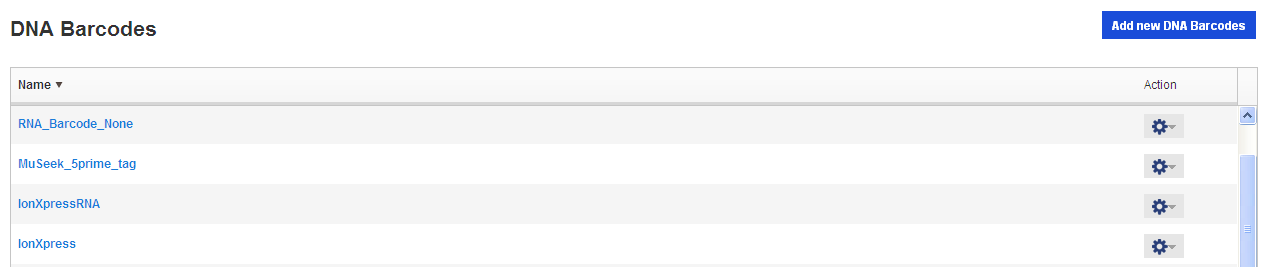 DNA Barcodes
Add new DNA Barcodes
Name
Action
RNA_Barcode_None
MuSeek_5prime_tag
IonXpressRNA
IonXpress